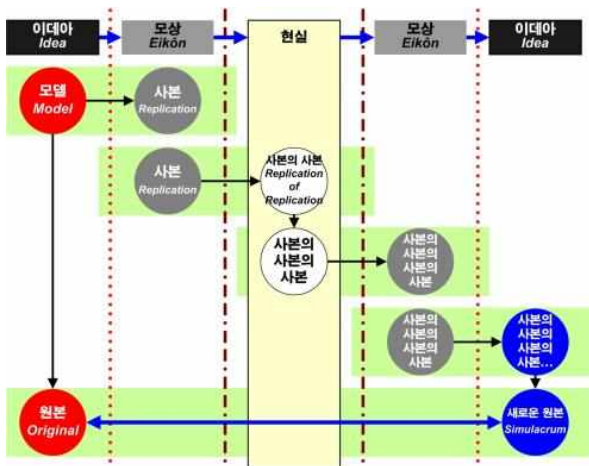 이데아
Idea
모상
Eikōn
현실
모상
Eikōn
이데아
Idea
모델
Model
사본
Replication
사본
Replication
사본의 사본
Replication
of
Replication
사본의
사본의
사본
사본의
사본의
사본의
사본
사본의
사본의
사본의
사본
사본의
사본의
사본의
사본...
원본
Original
새로운 원본
Simulacrum